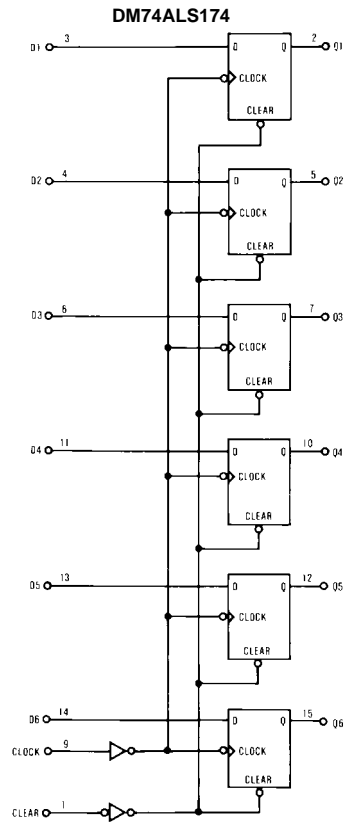 DM74ALS174
D1 3 D Q 2 Q1
CLOCK
CLEAR
D2 4 D Q 5 Q2
CLOCK
CLEAR
D3 6 D Q 7 Q3
CLOCK
CLEAR
D4 11 D Q 10 Q4
CLOCK
CLEAR
D5 13 D Q 12 Q5
CLOCK
CLEAR
D6 14 D Q 15 Q6
CLOCK 9 CLOCK
CLEAR
CLEAR 1